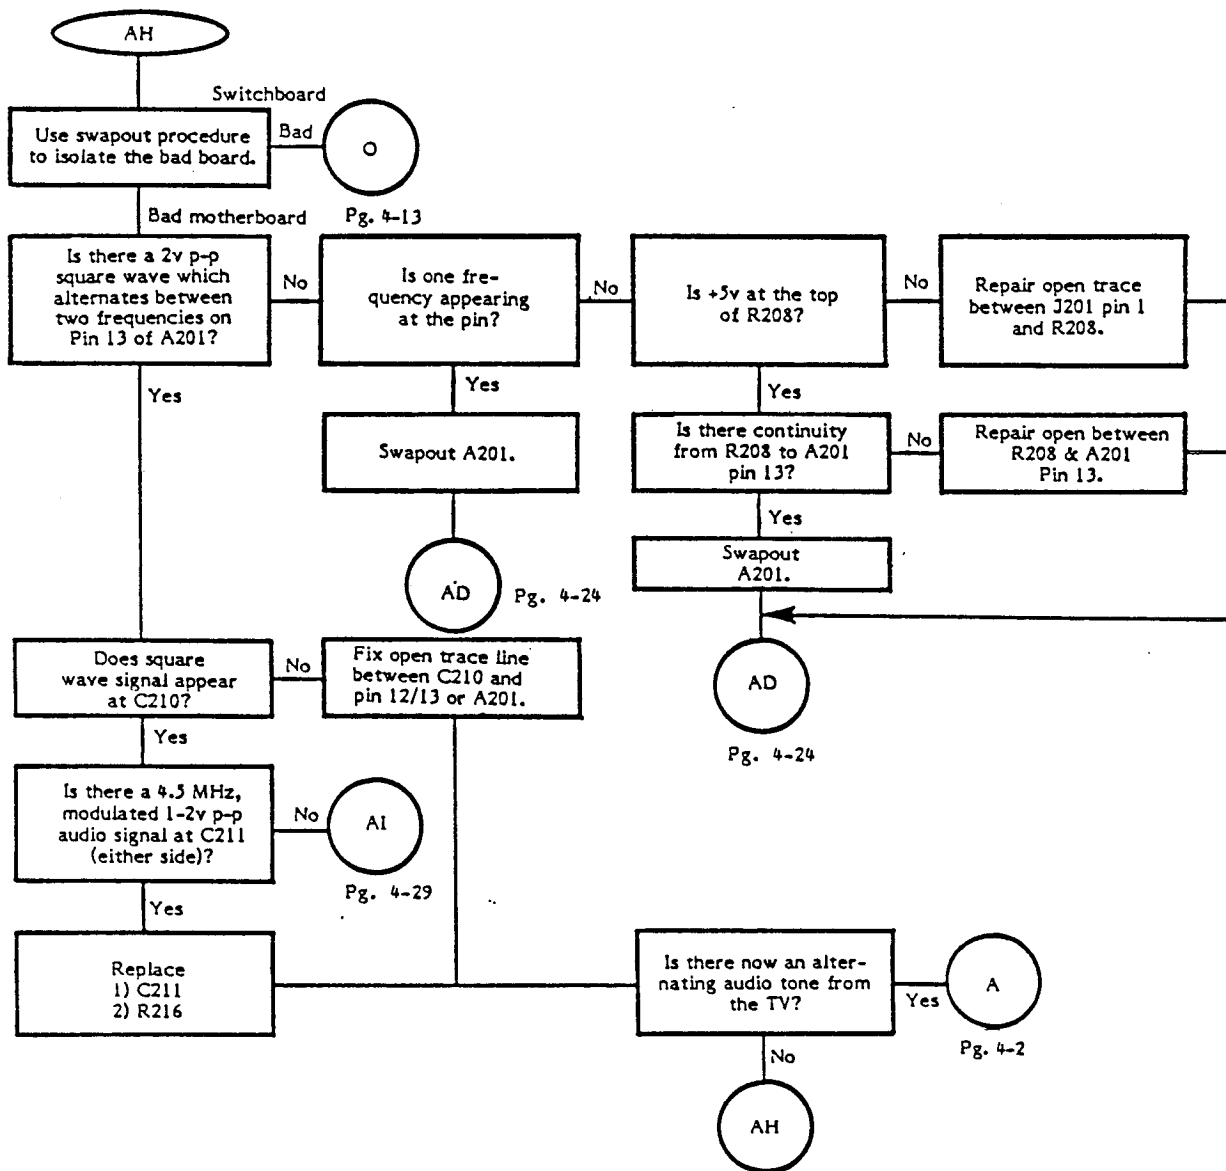 AH
Switchboard
Use swapout procedure
to isolate the bad board.
Bad
O
Pg. 4-13
Bad motherboard
Is there a 2v p-p
square wave which
alternates between
two frequencies on
Pin 13 of A201?
No
Is one fre-
quency appearing
at the pin?
No
Is +5v at the top
of R208?
No
Repair open trace
between J201 pin 1
and R208.
Yes
Yes
Yes
Swapout A201.
Is there continuity
from R208 to A201
pin 13?
No
Repair open between
R208 & A201
Pin 13.
Yes
Swapout
A201.
AD
Pg. 4-24
AD
Pg. 4-24
Does square
wave signal appear
at C210?
No
Fix open trace line
between C210 and
pin 12/13 or A201.
Yes
Is there a 4.5 MHz,
modulated 1-2v p-p
audio signal at C211
(either side)?
No
AI
Pg. 4-29
Yes
Replace
1) C211
2) R216
Is there now an alter-
nating audio tone from
the TV?
Yes
A
Pg. 4-2
No
AH